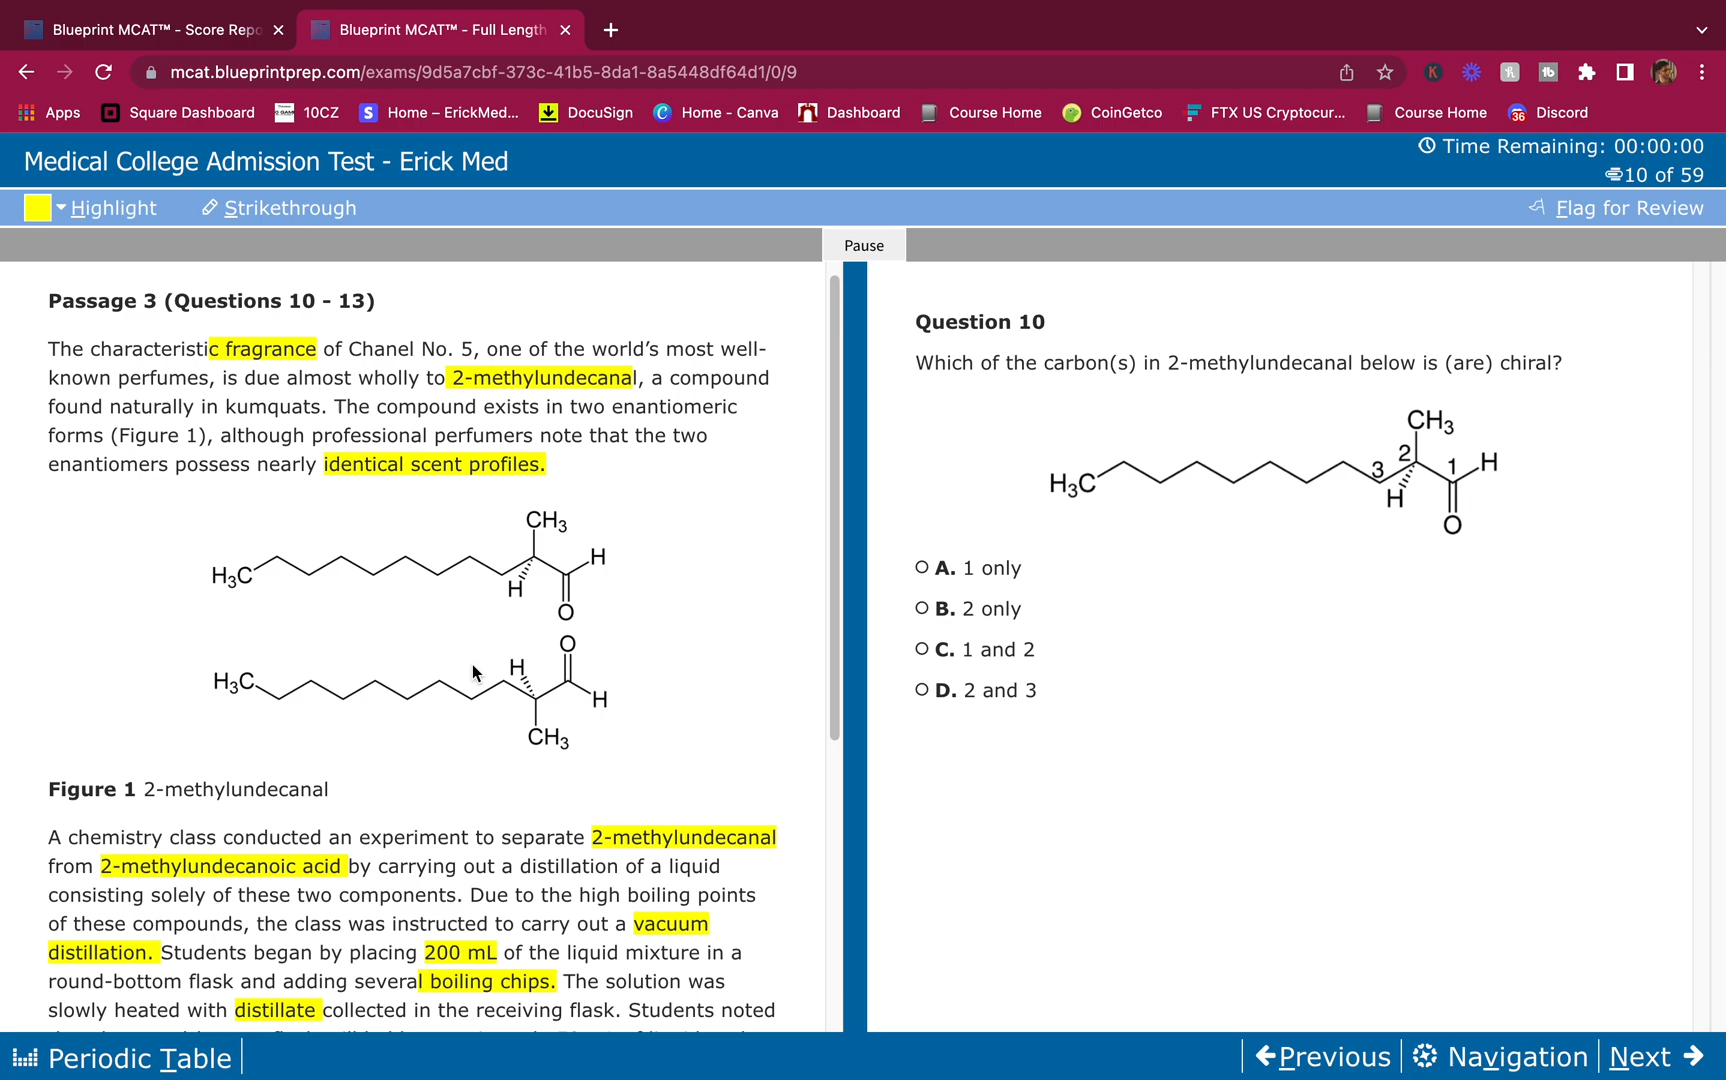 Blueprint MCAT™ - Score Repo
Blueprint MCAT™ - Full Length
mcat.blueprintprep.com/exams/9d5a7cbf-373c-41b5-8da1-8a5448df64d1/0/9
Apps
Square Dashboard
10CZ
Home – ErickMed...
DocuSign
Home - Canva
Dashboard
Course Home
CoinGetco
FTX US Cryptocur...
Course Home
36
Discord
Medical College Admission Test - Erick Med
Time Remaining: 00:00:00
10 of 59
Highlight
Strikethrough
Flag for Review
Pause
Passage 3 (Questions 10 - 13)
The characteristic fragrance of Chanel No. 5, one of the world’s most well-
known perfumes, is due almost wholly to 2-methylundecanal, a compound
found naturally in kumquats. The compound exists in two enantiomeric
forms (Figure 1), although professional perfumers note that the two
enantiomers possess nearly identical scent profiles.
CH3
H
H3C
H
O
O
H
H3C
H
CH3
Figure 1 2-methylundecanal
A chemistry class conducted an experiment to separate 2-methylundecanal
from 2-methylundecanoic acid by carrying out a distillation of a liquid
consisting solely of these two components. Due to the high boiling points
of these compounds, the class was instructed to carry out a vacuum
distillation. Students began by placing 200 mL of the liquid mixture in a
round-bottom flask and adding several boiling chips. The solution was
slowly heated with distillate collected in the receiving flask. Students noted
Question 10
Which of the carbon(s) in 2-methylundecanal below is (are) chiral?
CH3
2
3
1
H
H3C
H
O
A. 1 only
B. 2 only
C. 1 and 2
D. 2 and 3
Periodic Table
Previous
Navigation
Next